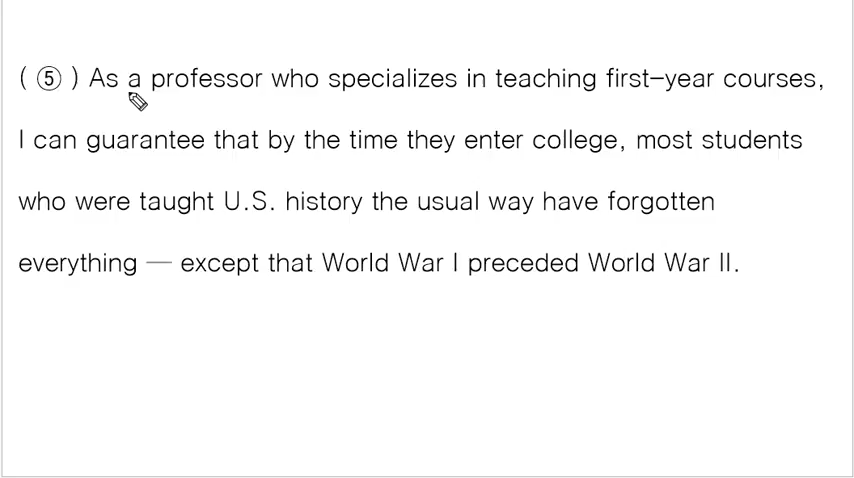 ( ⑤ ) As a professor who specializes in teaching first-year courses,
I can guarantee that by the time they enter college, most students
who were taught U.S. history the usual way have forgotten
everything — except that World War I preceded World War II.